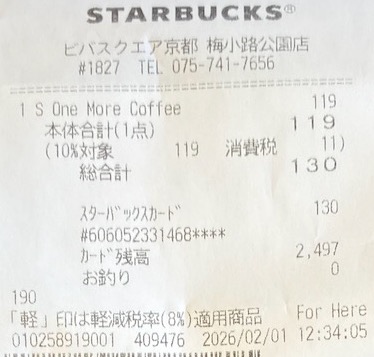 STARBUCKS®
ビバスクエア京都 梅小路公園店
#1827 TEL 075-741-7656
1 S One More Coffee 119
本体合計(1点) 119
(10%対象 119 消費税 11)
総合計 130
ｽﾀｰﾊﾞｯｸｽｶｰﾄﾞ 130
#606052331468****
ｶｰﾄﾞ残高 2,497
お釣り 0
190
「軽」印は軽減税率(8%)適用商品 For Here
010258919001 409476 2026/02/01 12:34:05